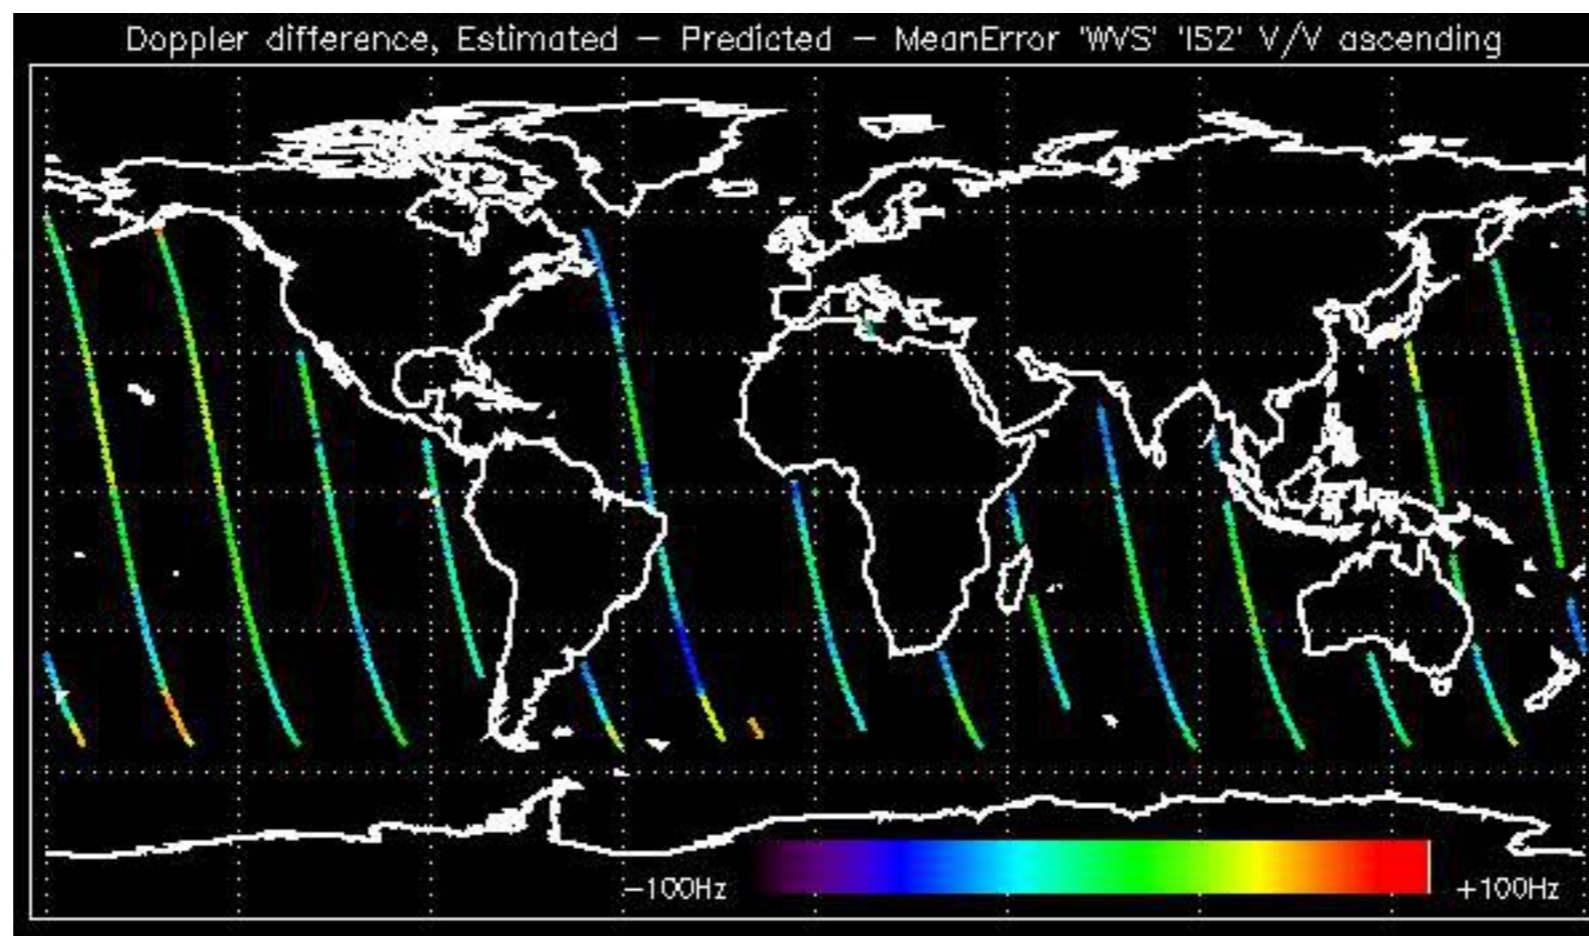 Doppler difference, Estimated – Predicted – MeanError 'WVS' 'IS2' V/V ascending
−100Hz
+100Hz